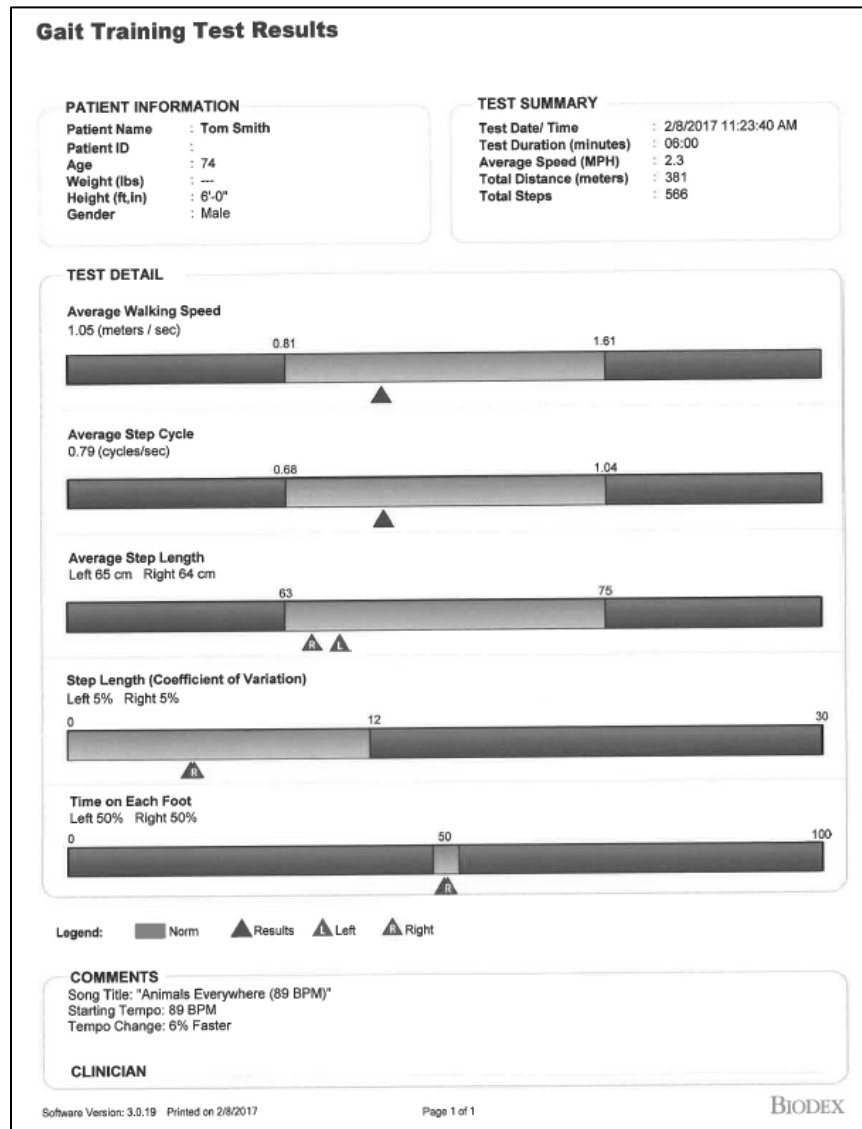 Gait Training Test Results
PATIENT INFORMATION
Patient Name : Tom Smith
Patient ID :
Age : 74
Weight (lbs) : ---
Height (ft,in) : 6'-0"
Gender : Male
TEST SUMMARY
Test Date/ Time : 2/8/2017 11:23:40 AM
Test Duration (minutes) : 06:00
Average Speed (MPH) : 2.3
Total Distance (meters) : 381
Total Steps : 566
TEST DETAIL
Average Walking Speed
1.05 (meters / sec)
0.81 1.61
Average Step Cycle
0.79 (cycles/sec)
0.68 1.04
Average Step Length
Left 65 cm Right 64 cm
63 75
R L
Step Length (Coefficient of Variation)
Left 5% Right 5%
0 12 30
R
Time on Each Foot
Left 50% Right 50%
0 50 100
R
Legend: Norm Results L Left R Right
COMMENTS
Song Title: "Animals Everywhere (89 BPM)"
Starting Tempo: 89 BPM
Tempo Change: 6% Faster
CLINICIAN
Software Version: 3.0.19 Printed on 2/8/2017 Page 1 of 1 BIODEX